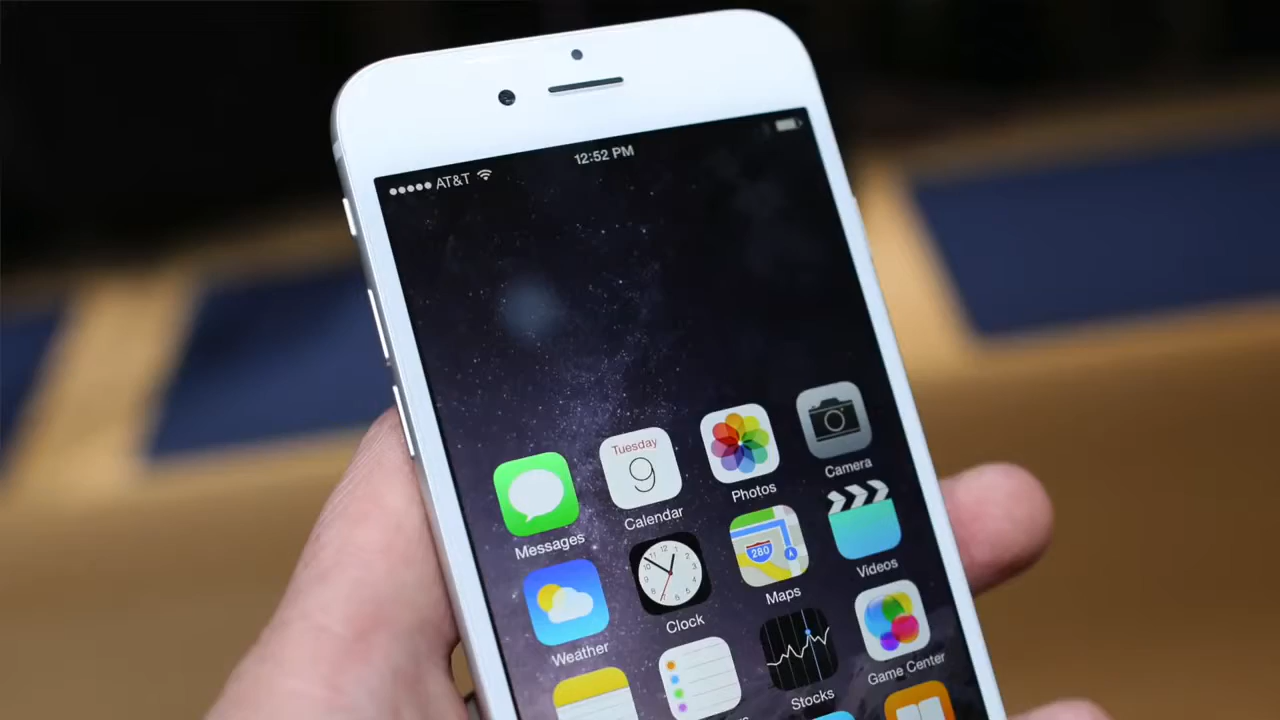 ●●●●● AT&T 12:52 PM
Tuesday
9
Messages Calendar Photos Camera
280
Weather Clock Maps Videos
Stocks Game Center